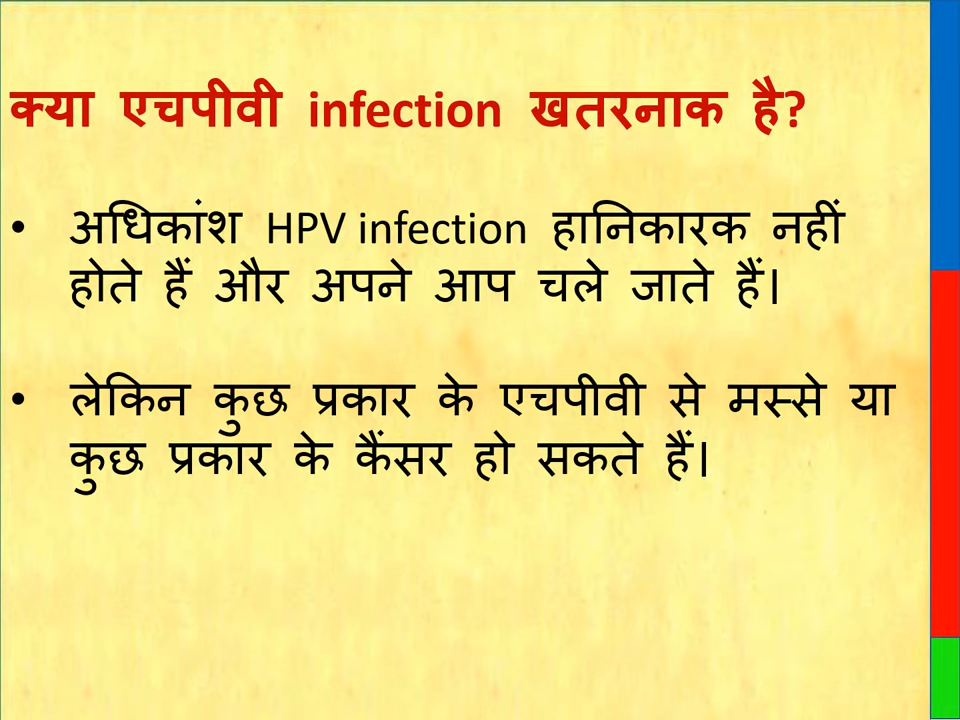 क्या एचपीवी infection खतरनाक है?
• अधिकांश HPV infection हानिकारक नहीं
होते हैं और अपने आप चले जाते हैं।
• लेकिन कुछ प्रकार के एचपीवी से मस्से या
कुछ प्रकार के कैंसर हो सकते हैं।